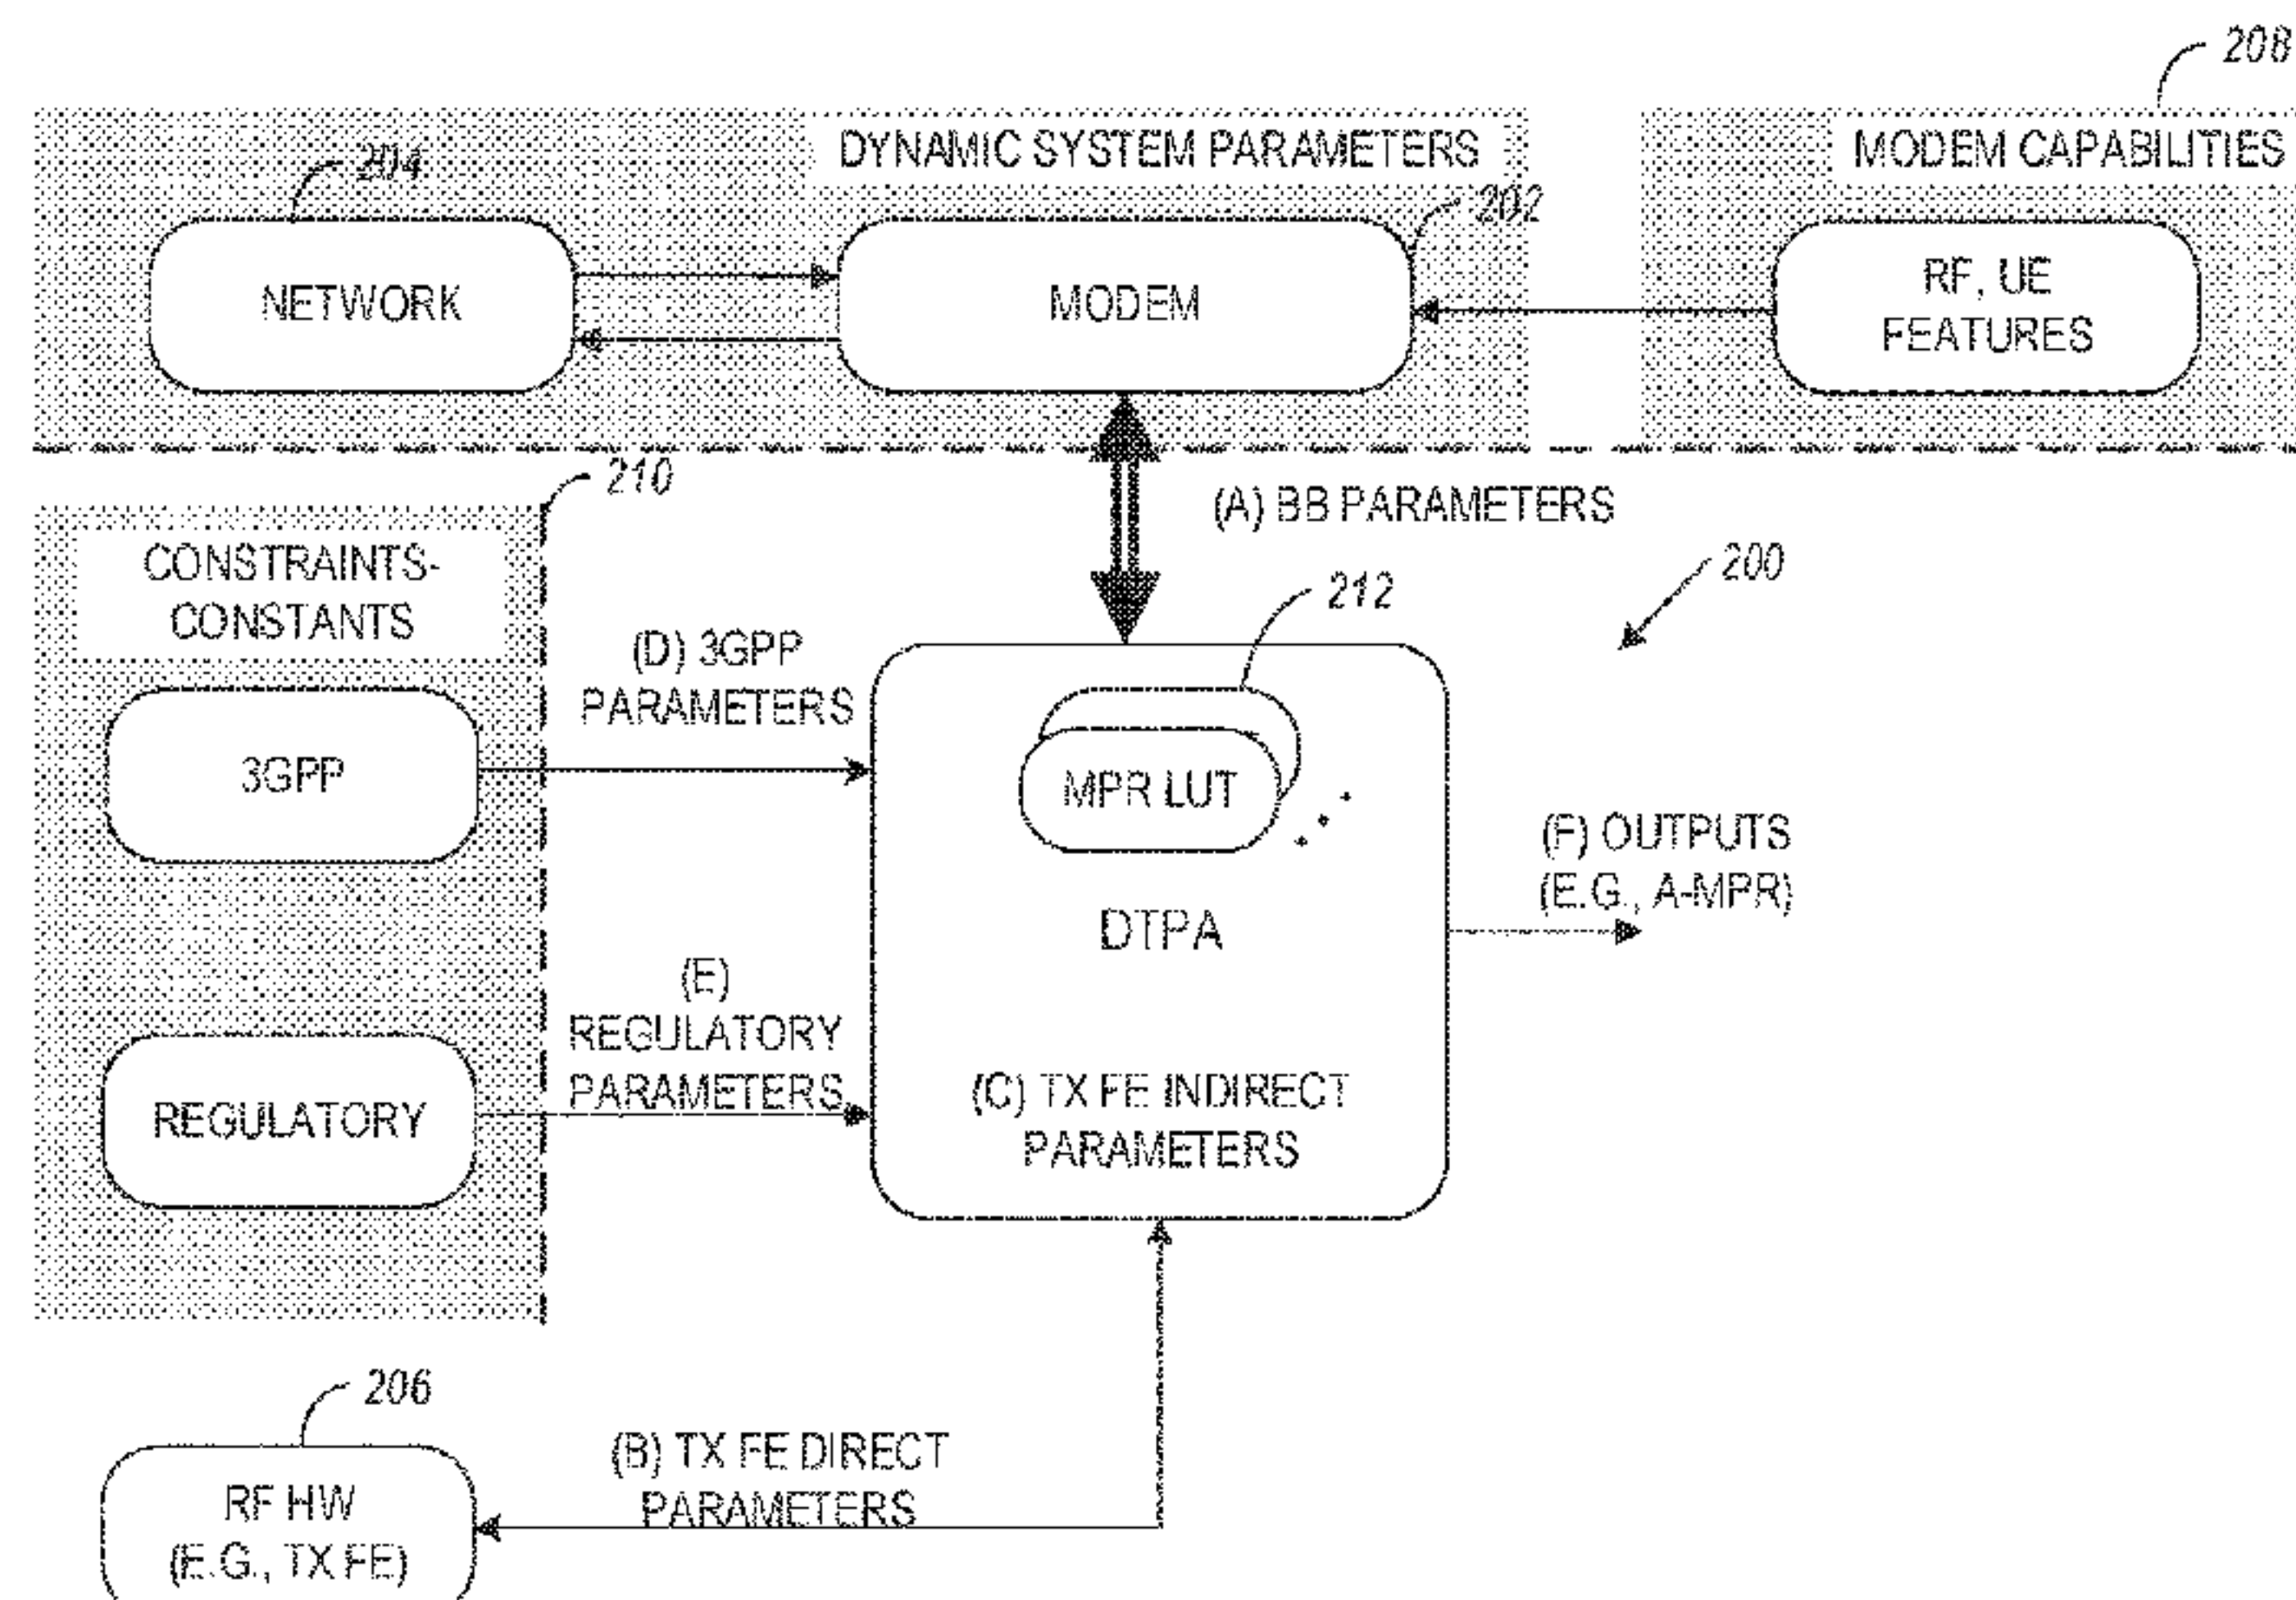 208
DYNAMIC SYSTEM PARAMETERS
MODEM CAPABILITIES
204
202
NETWORK
MODEM
RF, UE
FEATURES
210
(A) BB PARAMETERS
CONSTRAINTS-
CONSTANTS
200
212
(D) 3GPP
PARAMETERS
3GPP
MPR LUT
(F) OUTPUTS
(E.G., A-MPR)
DTPA
(E)
REGULATORY
PARAMETERS
REGULATORY
(C) TX FE INDIRECT
PARAMETERS
206
(B) TX FE DIRECT
PARAMETERS
RF HW
(E.G., TX FE)